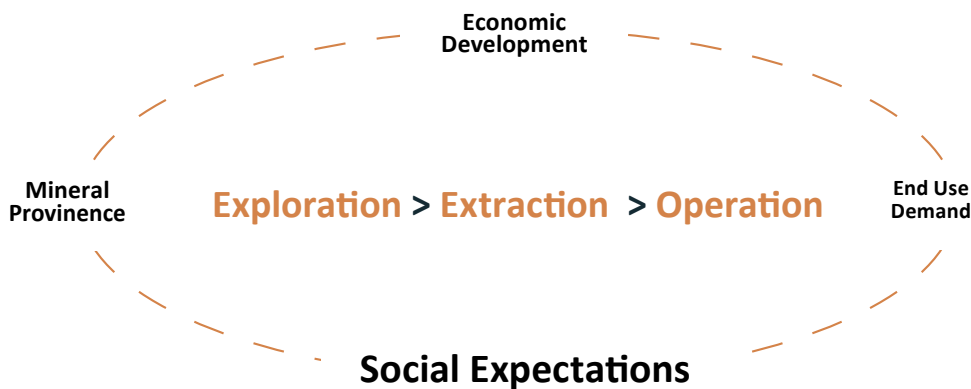 Economic
Development
Mineral
Provinence
Exploration > Extraction > Operation
End Use
Demand
Social Expectations